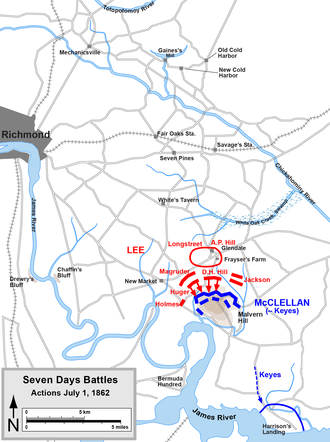 Totopotomoy River
Mechanicsville
Gaines's
Mill
Old Cold
Harbor
New Cold
Harbor
Richmond
Fair Oaks Sta.
Savage's Sta.
Seven Pines
Chickahominy River
James River
White's Tavern
White Oak Creek Swamp
LEE
Longstreet
A.P. Hill
Glendale
Frayser's Farm
Chaffin's
Bluff
Drewry's
Bluff
New Market
Magruder
D.H. Hill
Jackson
Huger
Holmes
McCLELLAN
(– Keyes)
Malvern
Hill
Bermuda
Hundred
Keyes
James River
Harrison's
Landing
Seven Days Battles
Actions July 1, 1862
N
0 5 km
0 5 miles